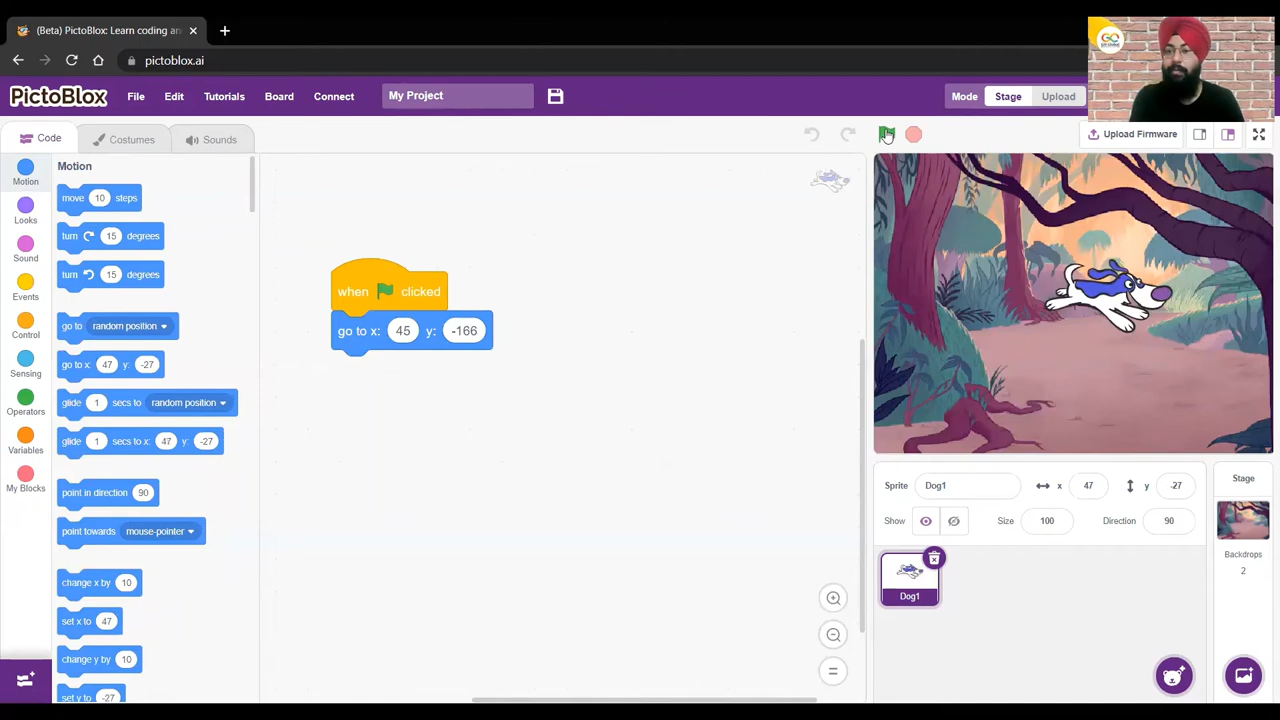 (Beta) PictoBlox: Learn coding an
pictoblox.ai
PictoBlox
File
Edit
Tutorials
Board
Connect
My Project
Mode
Stage
Upload
Code
Costumes
Sounds
Upload Firmware
Motion
Looks
Sound
Events
Control
Sensing
Operators
Variables
My Blocks
Motion
move 10 steps
turn 15 degrees
turn 15 degrees
go to random position
go to x: 47 y: -27
glide 1 secs to random position
glide 1 secs to x: 47 y: -27
point in direction 90
point towards mouse-pointer
change x by 10
set x to 47
change y by 10
set y to -27
when clicked
go to x: 45 y: -166
Sprite Dog1 x 47 y -27
Show Size 100 Direction 90
Dog1
Stage
Backdrops
2